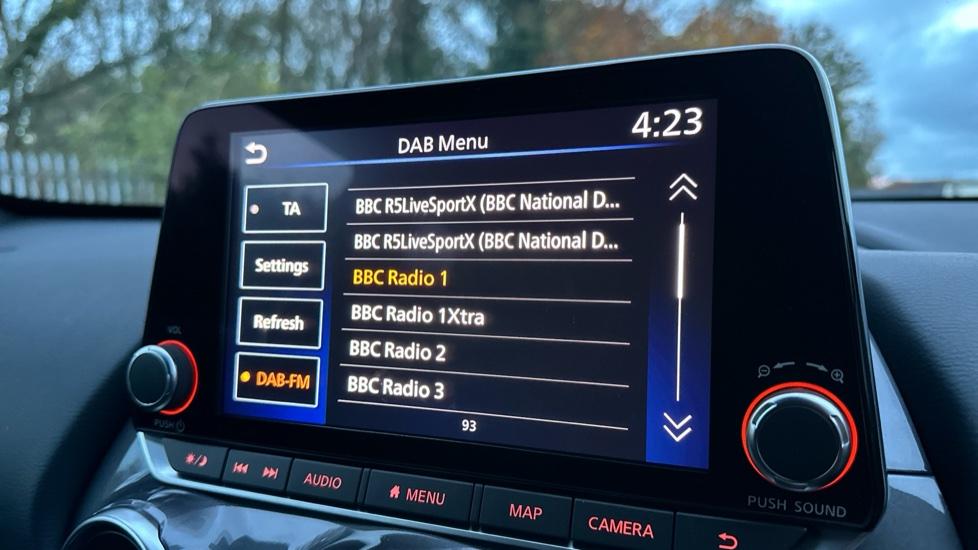 DAB Menu
4:23
TA
Settings
Refresh
DAB-FM
BBC R5LiveSportX (BBC National D...
BBC R5LiveSportX (BBC National D...
BBC Radio 1
BBC Radio 1Xtra
BBC Radio 2
BBC Radio 3
93
VOL
PUSH
PUSH SOUND
AUDIO
MENU
MAP
CAMERA